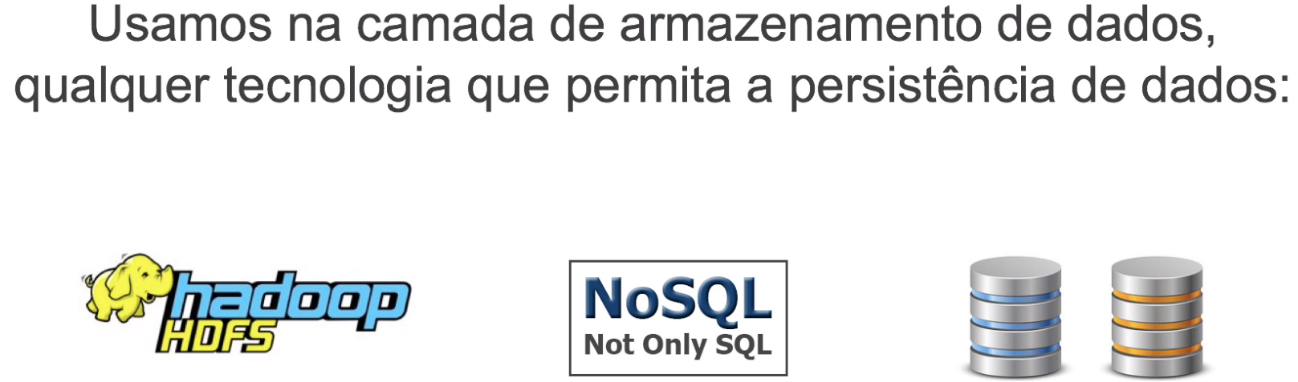 Usamos na camada de armazenamento de dados,
qualquer tecnologia que permita a persistência de dados:
hadoop
HDFS
NoSQL
Not Only SQL